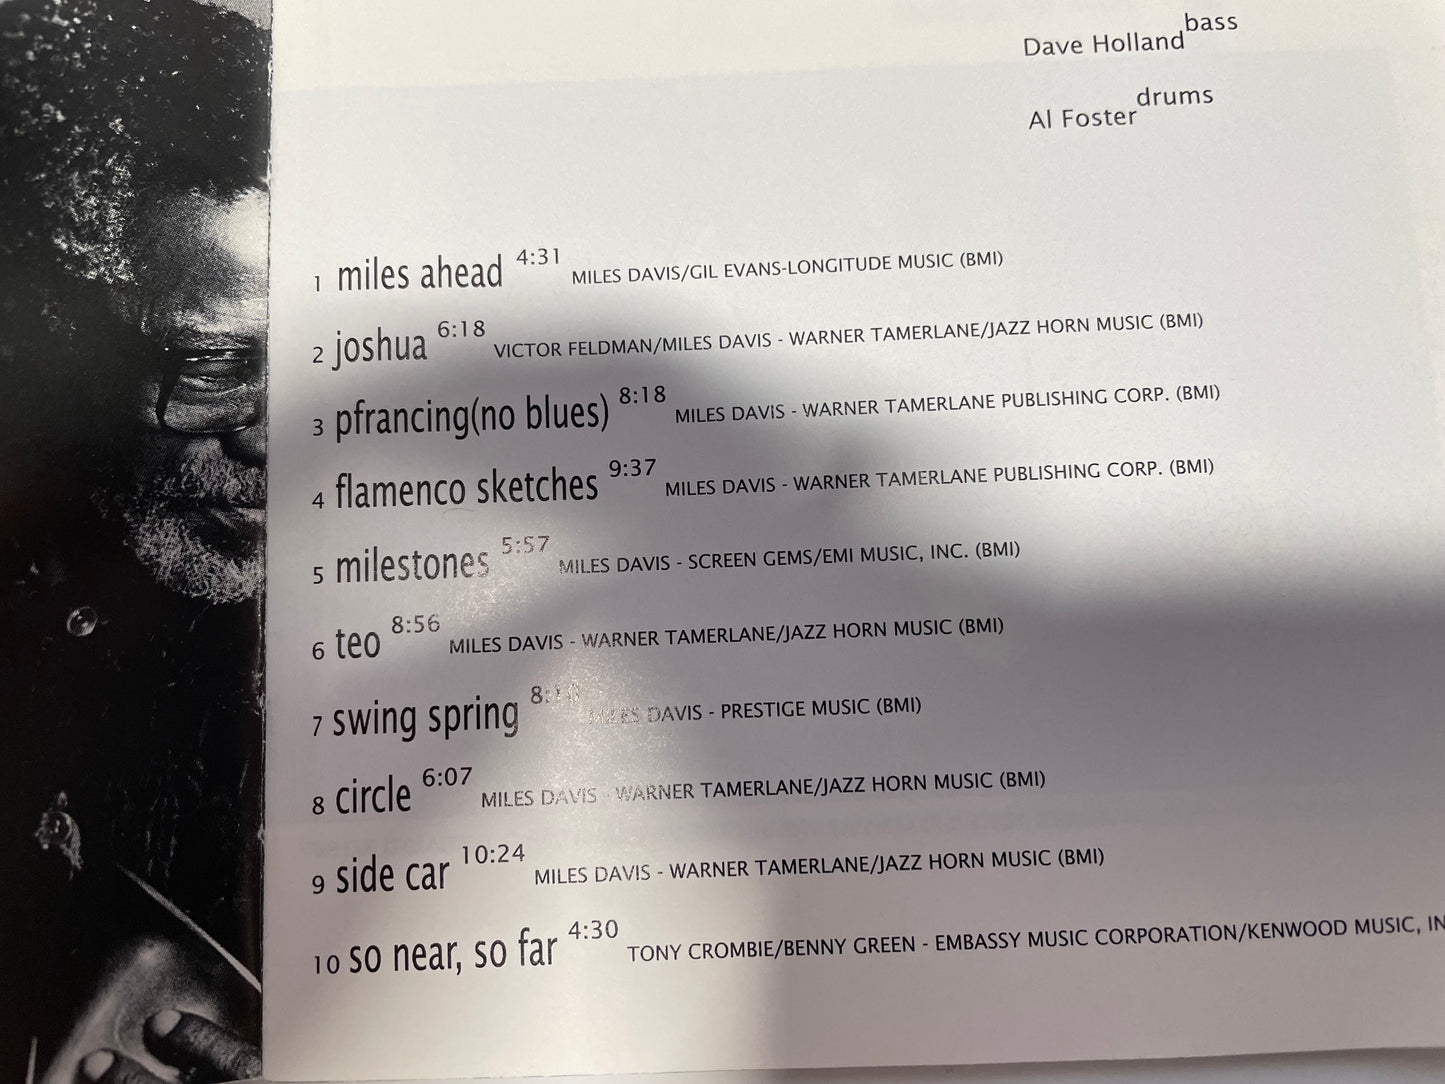 Dave Holland bass
Al Foster drums
1 miles ahead 4:31 MILES DAVIS/GIL EVANS-LONGITUDE MUSIC (BMI)
2 joshua 6:18 VICTOR FELDMAN/MILES DAVIS - WARNER TAMERLANE/JAZZ HORN MUSIC (BMI)
3 pfrancing(no blues) 8:18 MILES DAVIS - WARNER TAMERLANE PUBLISHING CORP. (BMI)
4 flamenco sketches 9:37 MILES DAVIS - WARNER TAMERLANE PUBLISHING CORP. (BMI)
5 milestones 5:57 MILES DAVIS - SCREEN GEMS/EMI MUSIC, INC. (BMI)
6 teo 8:56 MILES DAVIS - WARNER TAMERLANE/JAZZ HORN MUSIC (BMI)
7 swing spring MILES DAVIS - PRESTIGE MUSIC (BMI)
8 circle 6:07 MILES DAVIS - WARNER TAMERLANE/JAZZ HORN MUSIC (BMI)
9 side car 10:24 MILES DAVIS - WARNER TAMERLANE/JAZZ HORN MUSIC (BMI)
10 so near, so far 4:30 TONY CROMBIE/BENNY GREEN - EMBASSY MUSIC CORPORATION/KENWOOD MUSIC, IN